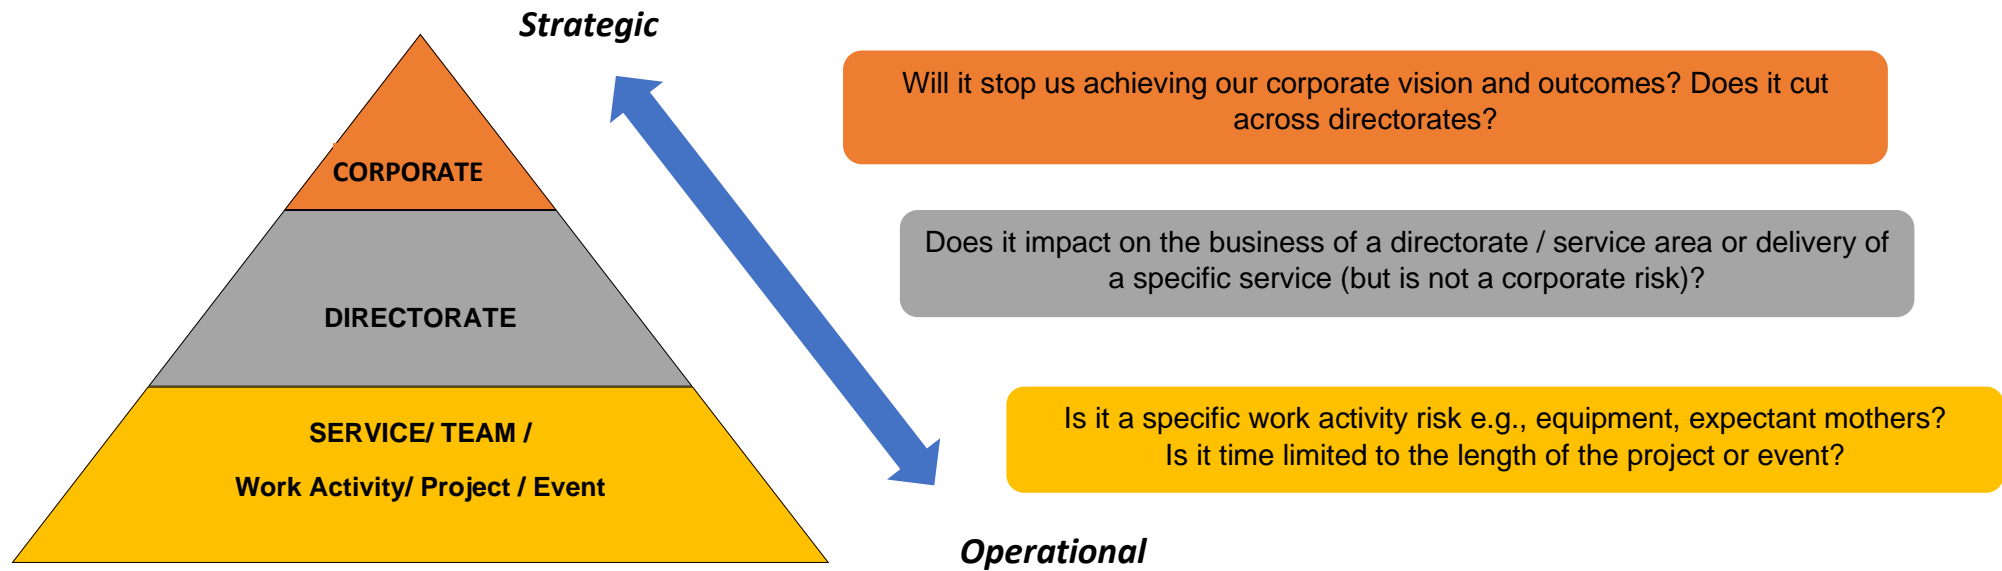 Strategic
CORPORATE
Will it stop us achieving our corporate vision and outcomes? Does it cut
across directorates?
DIRECTORATE
Does it impact on the business of a directorate / service area or delivery of
a specific service (but is not a corporate risk)?
SERVICE/ TEAM /
Work Activity/ Project / Event
Is it a specific work activity risk e.g., equipment, expectant mothers?
Is it time limited to the length of the project or event?
Operational